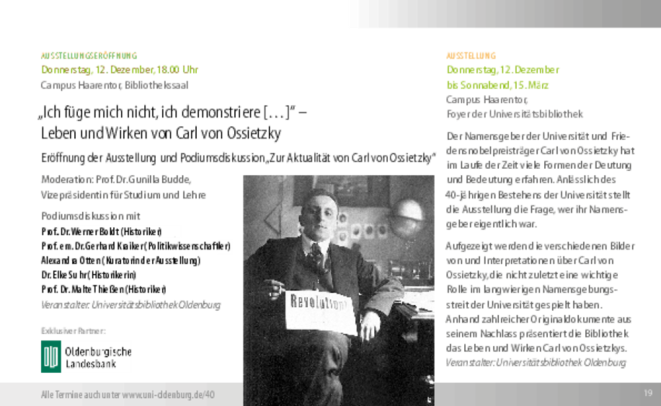 AUSSTELLUNGSERÖFFNUNG
Donnerstag, 12. Dezember, 18.00 Uhr
Campus Haarentor, Bibliothekssaal
„Ich füge mich nicht, ich demonstriere […]“ –
Leben und Wirken von Carl von Ossietzky
Eröffnung der Ausstellung und Podiumsdiskussion „Zur Aktualität von Carl von Ossietzky“
Moderation: Prof. Dr. Gunilla Budde,
Vizepräsidentin für Studium und Lehre
Podiumsdiskussion mit
Prof. Dr. Werner Boldt (Historiker)
Prof. em. Dr. Gerhard Kraiker (Politikwissenschaftler)
Alexandra Otten (Kuratorin der Ausstellung)
Dr. Elke Suhr (Historikerin)
Prof. Dr. Malte Thießen (Historiker)
Veranstalter: Universitätsbibliothek Oldenburg
Exklusiver Partner:
Oldenburgische
Landesbank
Revolution
AUSSTELLUNG
Donnerstag, 12. Dezember
bis Sonnabend, 15. März
Campus Haarentor,
Foyer der Universitätsbibliothek
Der Namensgeber der Universität und Frie-
densnobelpreisträger Carl von Ossietzky hat
im Laufe der Zeit viele Formen der Deutung
und Bedeutung erfahren. Anlässlich des
40-jährigen Bestehens der Universität stellt
die Ausstellung die Frage, wer ihr Namens-
geber eigentlich war.
Aufgezeigt werden die verschiedenen Bilder
von und Interpretationen über Carl von
Ossietzky, die nicht zuletzt eine wichtige
Rolle im langwierigen Namensgebungs-
streit der Universität gespielt haben.
Anhand zahlreicher Originaldokumente aus
seinem Nachlass präsentiert die Bibliothek
das Leben und Wirken Carl von Ossietzkys.
Veranstalter: Universitätsbibliothek Oldenburg
Alle Termine auch unter www.uni-oldenburg.de/40
19